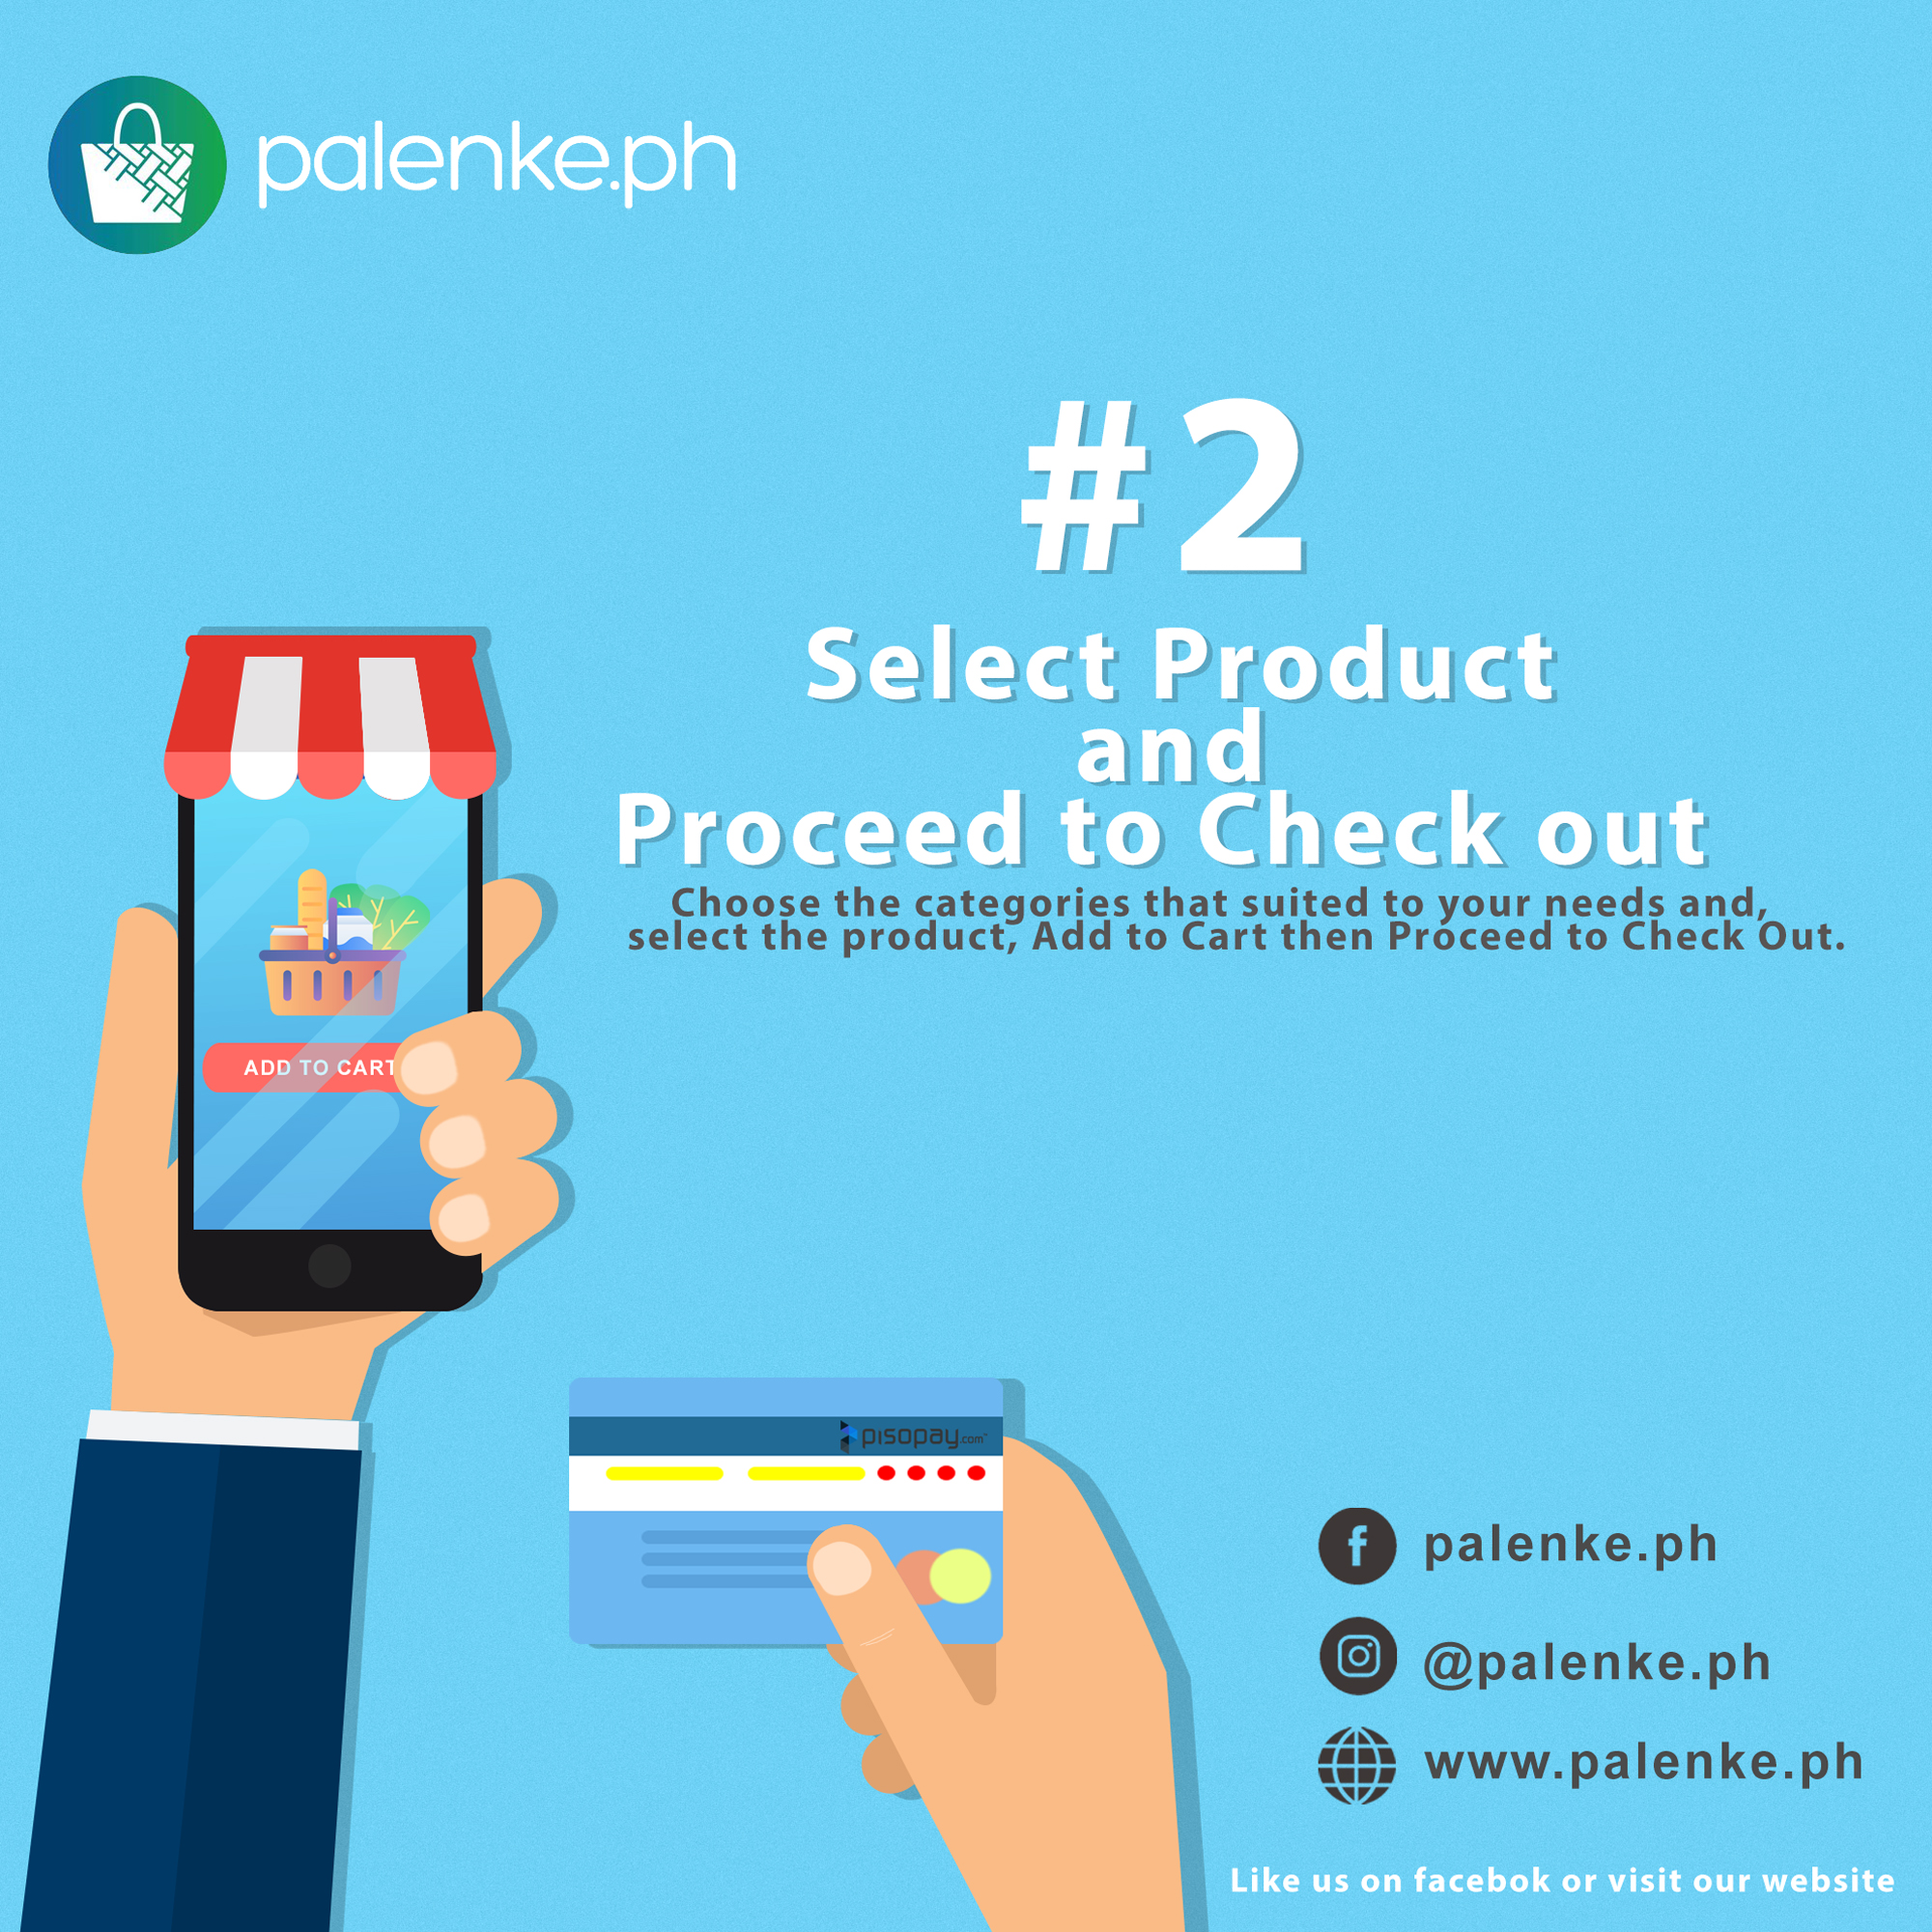 palenke.ph
#2
Select Product
and
Proceed to Check out
Choose the categories that suited to your needs and,
select the product, Add to Cart then Proceed to Check Out.
ADD TO CART
pisopay.com
palenke.ph
@palenke.ph
www.palenke.ph
Like us on facebok or visit our website